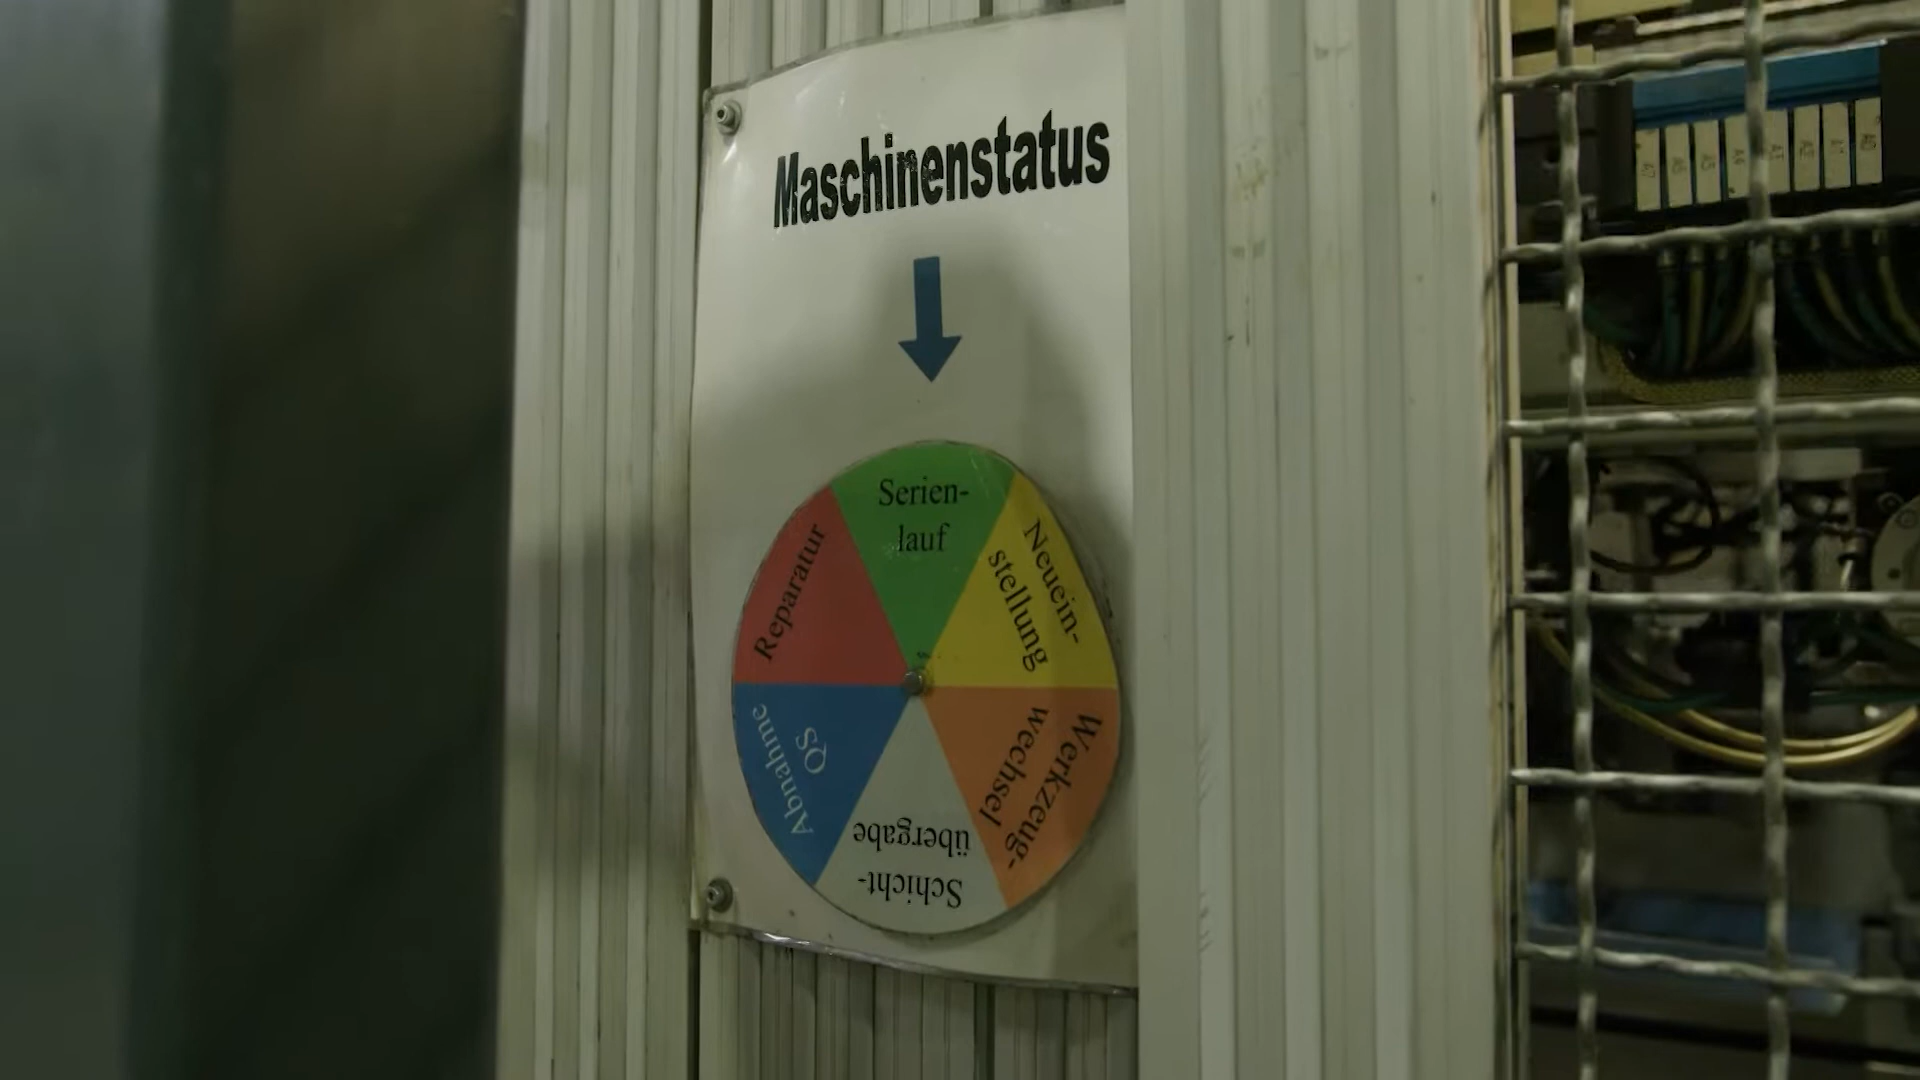 Maschinenstatus
Serien-
lauf
Neuein-
stellung
Werkzeug-
wechsel
Schicht-
übergabe
Abnahme
QS
Reparatur